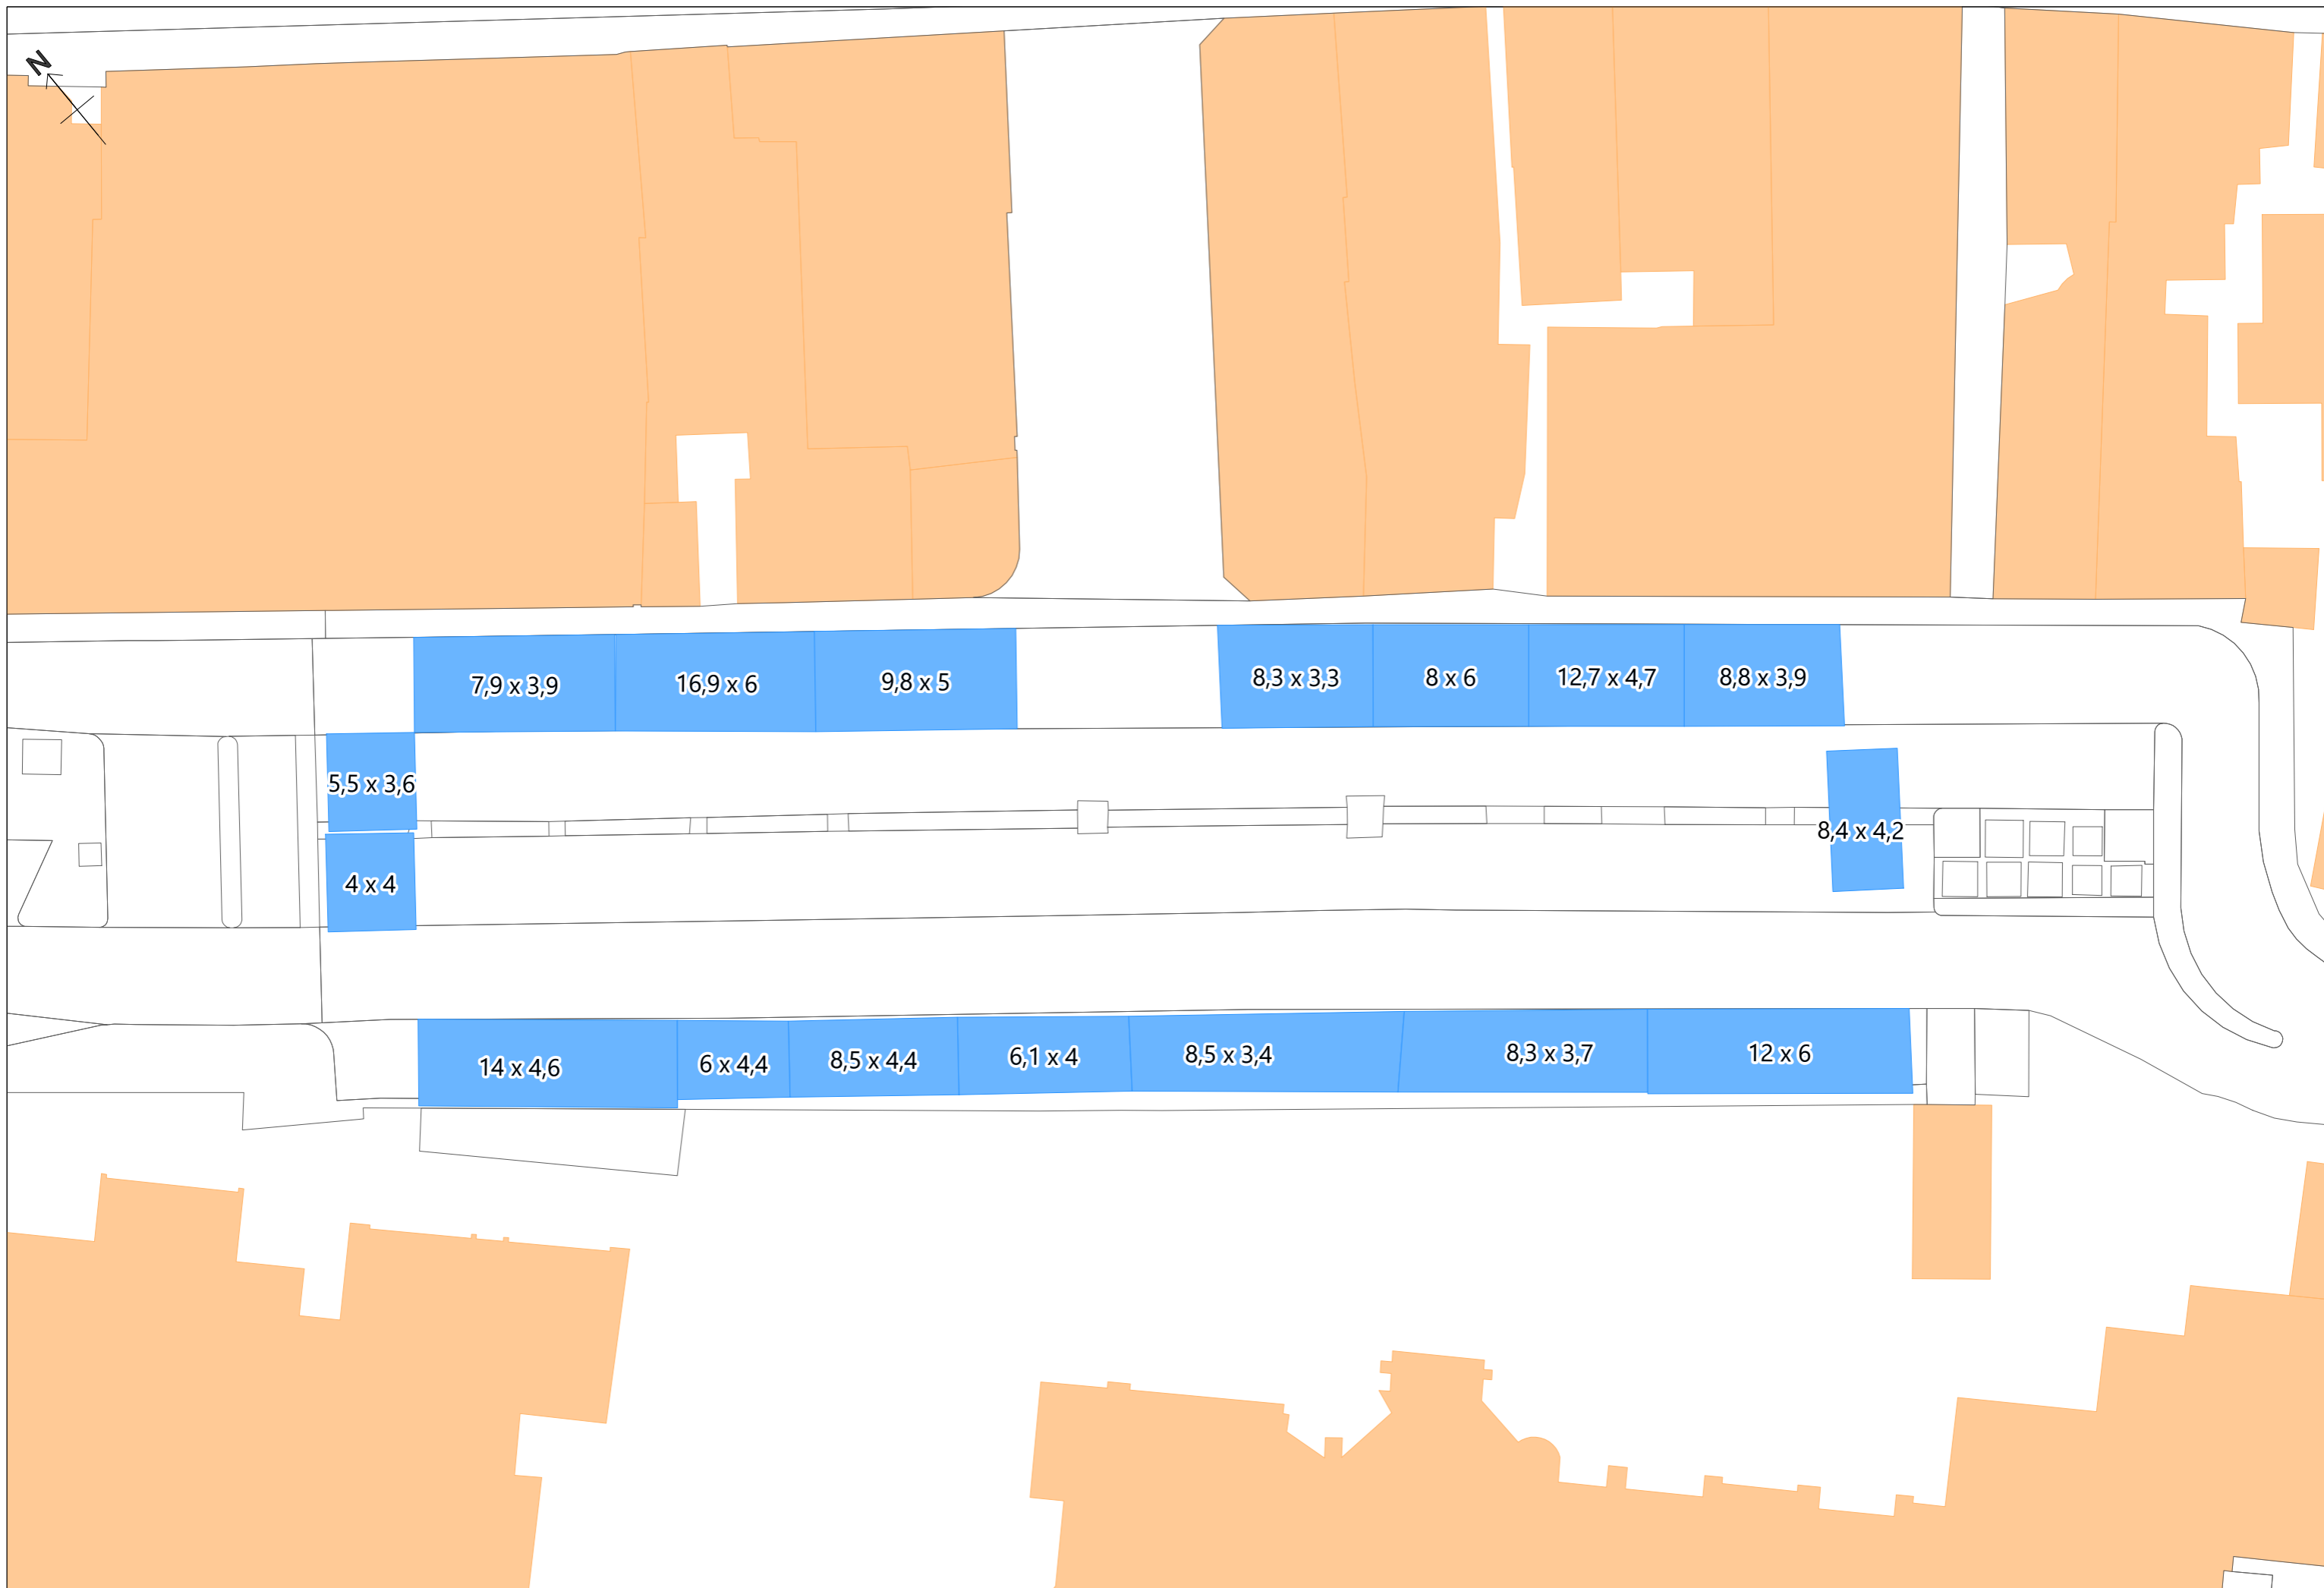 N
7,9 x 3,9
16,9 x 6
9,8 x 5
8,3 x 3,3
8 x 6
12,7 x 4,7
8,8 x 3,9
5,5 x 3,6
8,4 x 4,2
4 x 4
14 x 4,6
6 x 4,4
8,5 x 4,4
6,1 x 4
8,5 x 3,4
8,3 x 3,7
12 x 6